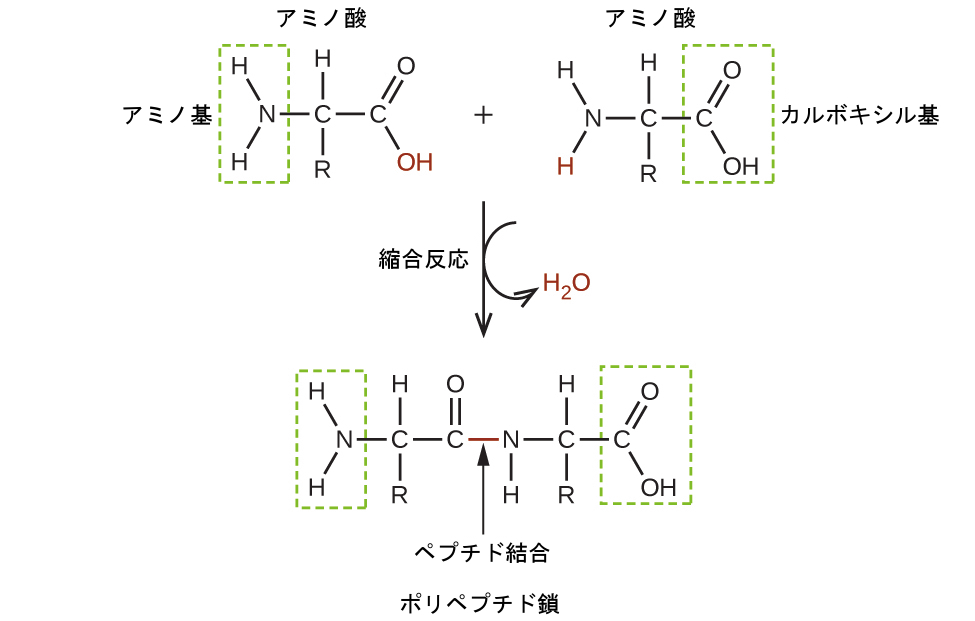 アミノ酸 アミノ酸
H H O H H O
アミノ基 N C C + N C C カルボキシル基
H R OH H R OH
縮合反応 H₂O
H H O H O
N C C N C C
H R H R OH
ペプチド結合
ポリペプチド鎖